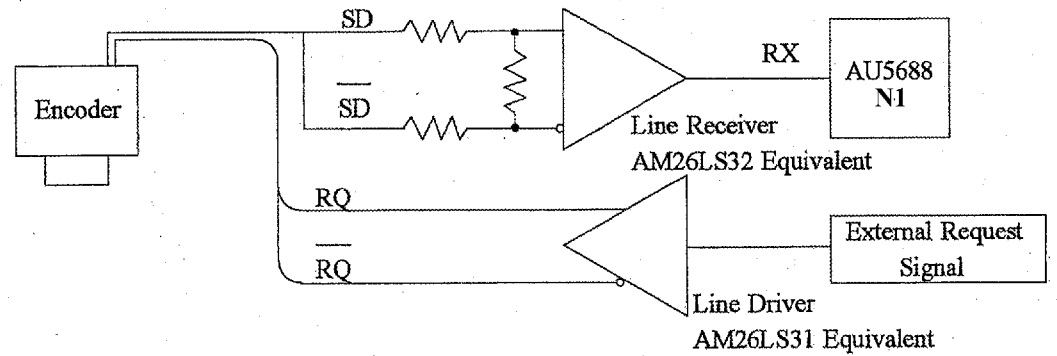 SD
RX
AU5688
N1
Encoder
SD
Line Receiver
AM26LS32 Equivalent
RQ
External Request
Signal
RQ
Line Driver
AM26LS31 Equivalent